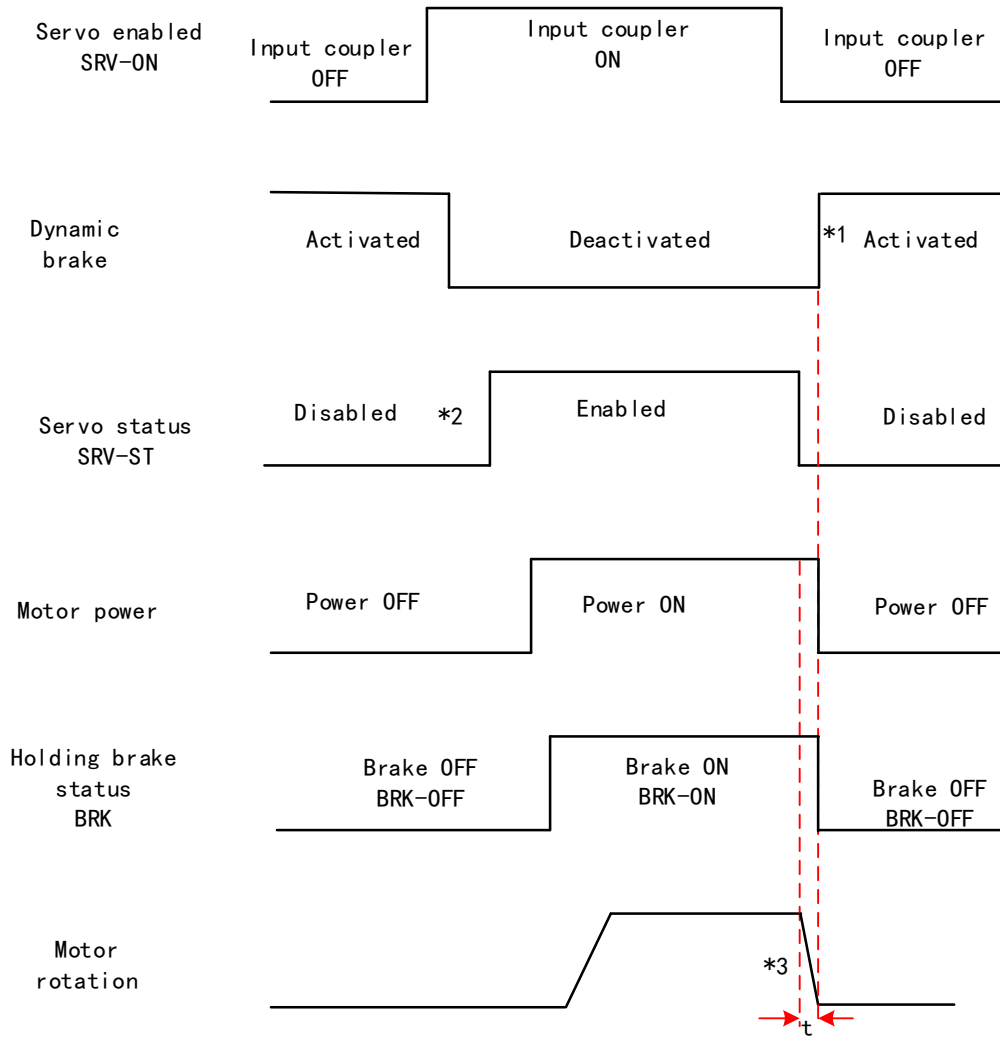 Servo enabled
SRV-ON
Input coupler
OFF
Input coupler
ON
Input coupler
OFF
Dynamic
brake
Activated
Deactivated
*1 Activated
Servo status
SRV-ST
Disabled *2
Enabled
Disabled
Motor power
Power OFF
Power ON
Power OFF
Holding brake
status
BRK
Brake OFF
BRK-OFF
Brake ON
BRK-ON
Brake OFF
BRK-OFF
Motor
rotation
*3
t